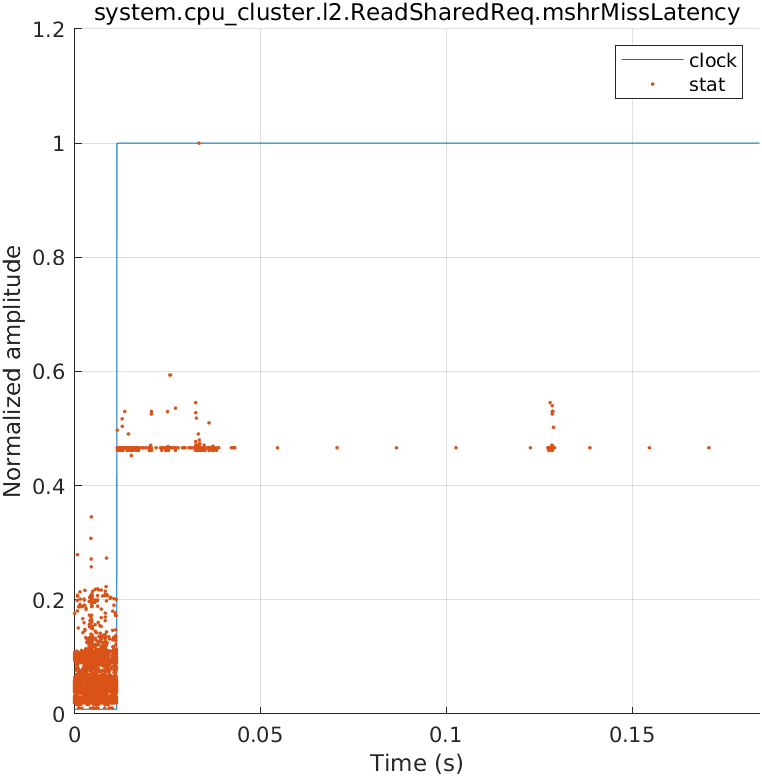 system.cpu_cluster.l2.ReadSharedReq.mshrMissLatency
1.2
clock
stat
1
0.8
Normalized amplitude
0.6
0.4
0.2
0
0
0.05
0.1
0.15
Time (s)